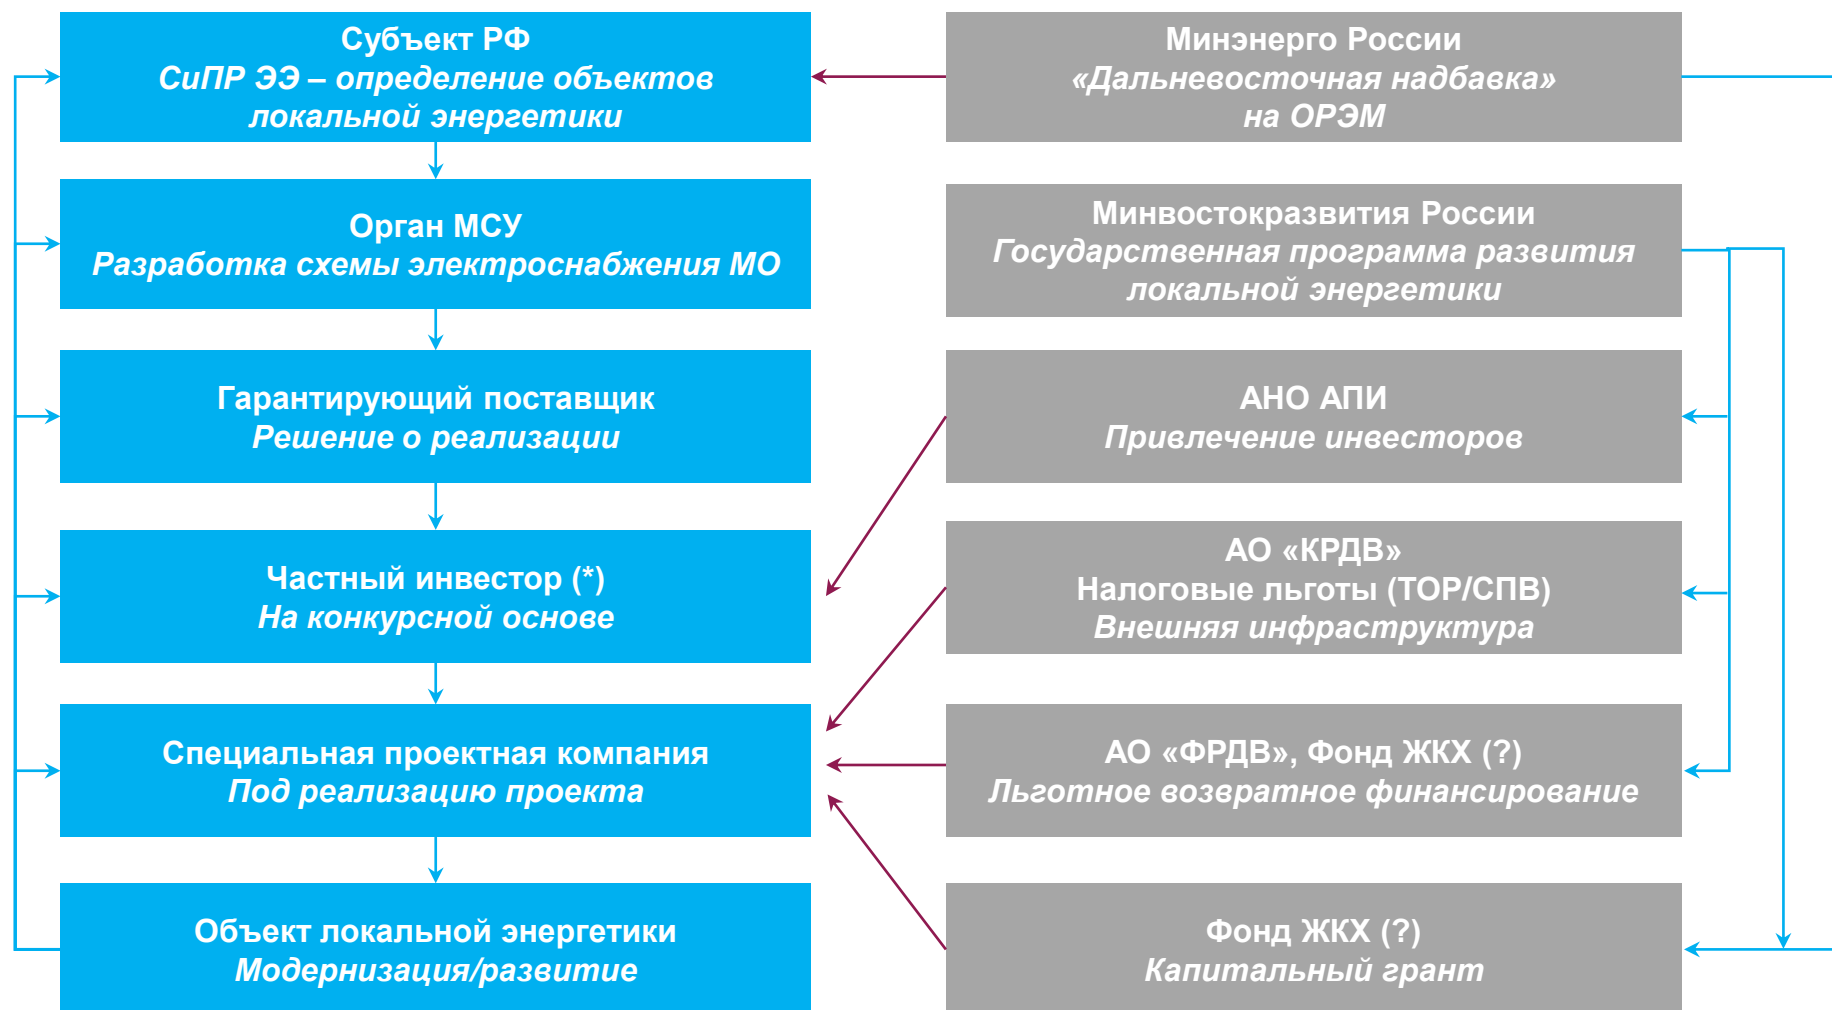 Субъект РФ
СиПР ЭЭ – определение объектов
локальной энергетики
Орган МСУ
Разработка схемы электроснабжения МО
Гарантирующий поставщик
Решение о реализации
Частный инвестор (*)
На конкурсной основе
Специальная проектная компания
Под реализацию проекта
Объект локальной энергетики
Модернизация/развитие
Минэнерго России
«Дальневосточная надбавка»
на ОРЭМ
Минвостокразвития России
Государственная программа развития
локальной энергетики
АНО АПИ
Привлечение инвесторов
АО «КРДВ»
Налоговые льготы (ТОР/СПВ)
Внешняя инфраструктура
АО «ФРДВ», Фонд ЖКХ (?)
Льготное возвратное финансирование
Фонд ЖКХ (?)
Капитальный грант